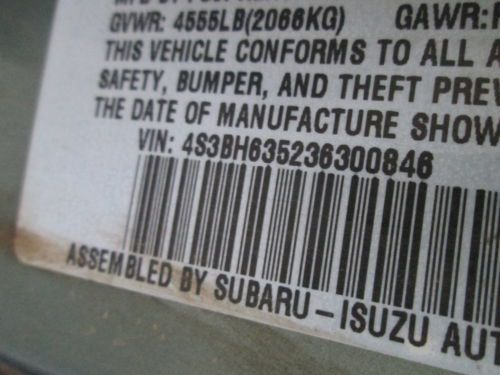 GVWR: 4555LB(2066KG) GAWR:
THIS VEHICLE CONFORMS TO ALL
SAFETY, BUMPER, AND THEFT PREV
THE DATE OF MANUFACTURE SHOW
VIN: 4S3BH635236300846
ASSEMBLED BY SUBARU-ISUZU AUT